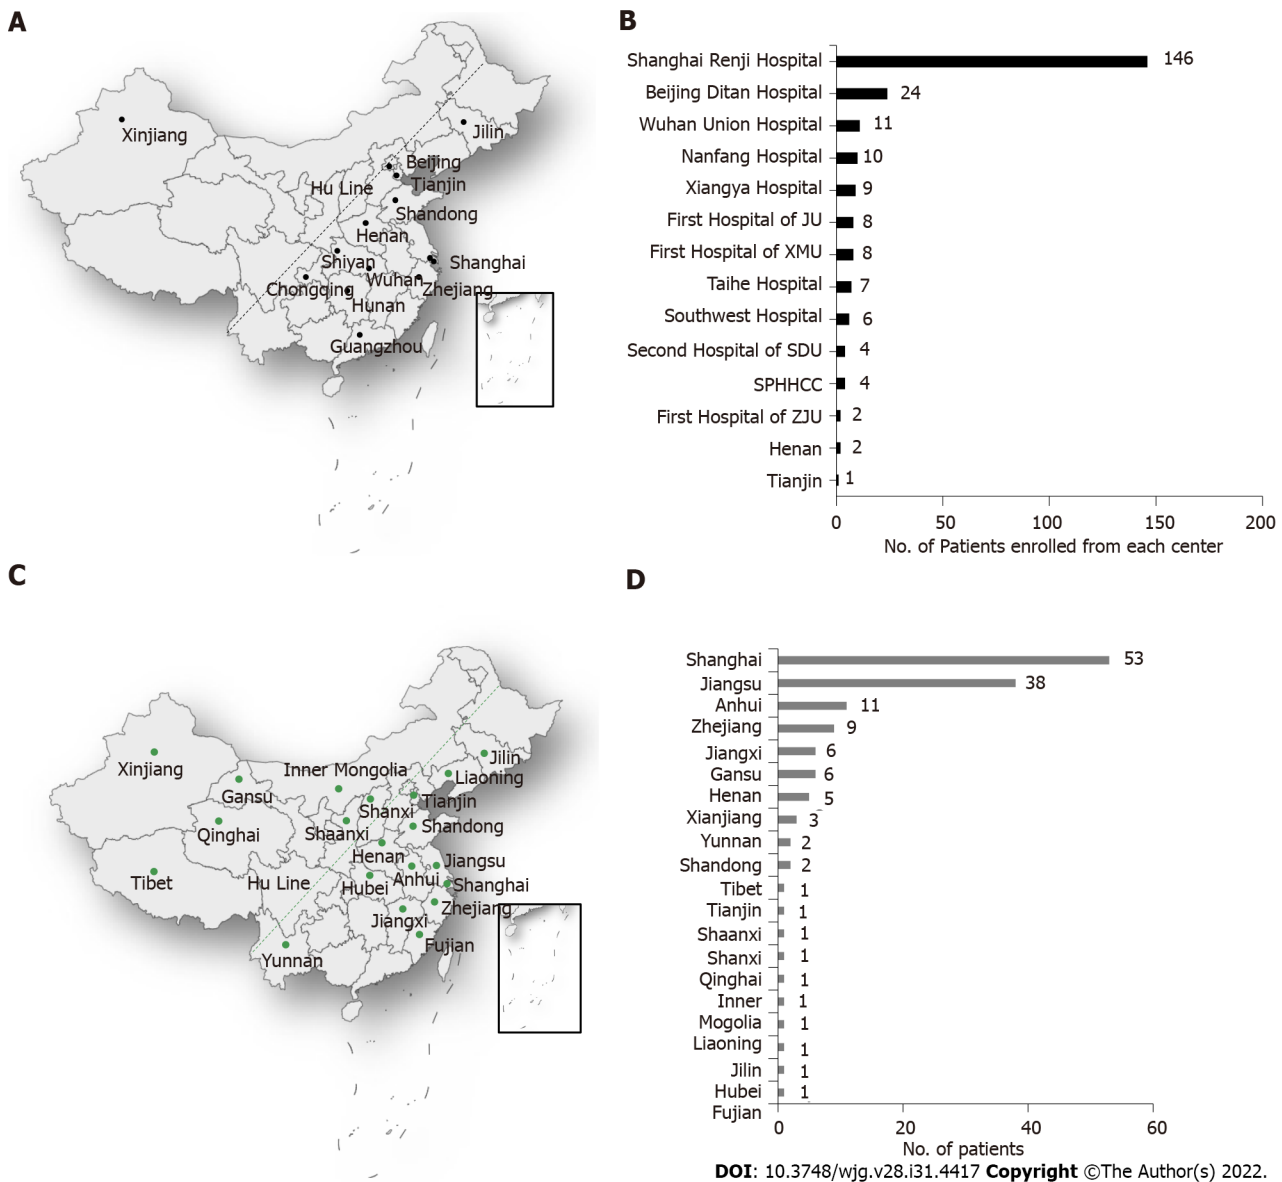 A
Xinjiang
Jilin
Beijing
Hu Line
Tianjin
Shandong
Henan
Shiyan
Shanghai
Wuhan
Chongqing
Zhejiang
Hunan
Guangzhou
B
Shanghai Renji Hospital 146
Beijing Ditan Hospital 24
Wuhan Union Hospital 11
Nanfang Hospital 10
Xiangya Hospital 9
First Hospital of JU 8
First Hospital of XMU 8
Taihe Hospital 7
Southwest Hospital 6
Second Hospital of SDU 4
SPHHCC 4
First Hospital of ZJU 2
Henan 2
Tianjin 1
0 50 100 150 200
No. of Patients enrolled from each center
C
Jilin
Xinjiang
Inner Mongolia
Liaoning
Gansu
Tianjin
Shanxi
Qinghai
Shaanxi
Shandong
Henan
Jiangsu
Tibet
Hu Line
Hubei
Anhui
Shanghai
Zhejiang
Jiangxi
Fujian
Yunnan
D
Shanghai 53
Jiangsu 38
Anhui 11
Zhejiang 9
Jiangxi 6
Gansu 6
Henan 5
Xianjiang 3
Yunnan 2
Shandong 2
Tibet 1
Tianjin 1
Shaanxi 1
Shanxi 1
Qinghai 1
Inner 1
Mogolia 1
Liaoning 1
Jilin 1
Hubei 1
Fujian
0 20 40 60
No. of patients
DOI: 10.3748/wjg.v28.i31.4417 Copyright ©The Author(s) 2022.